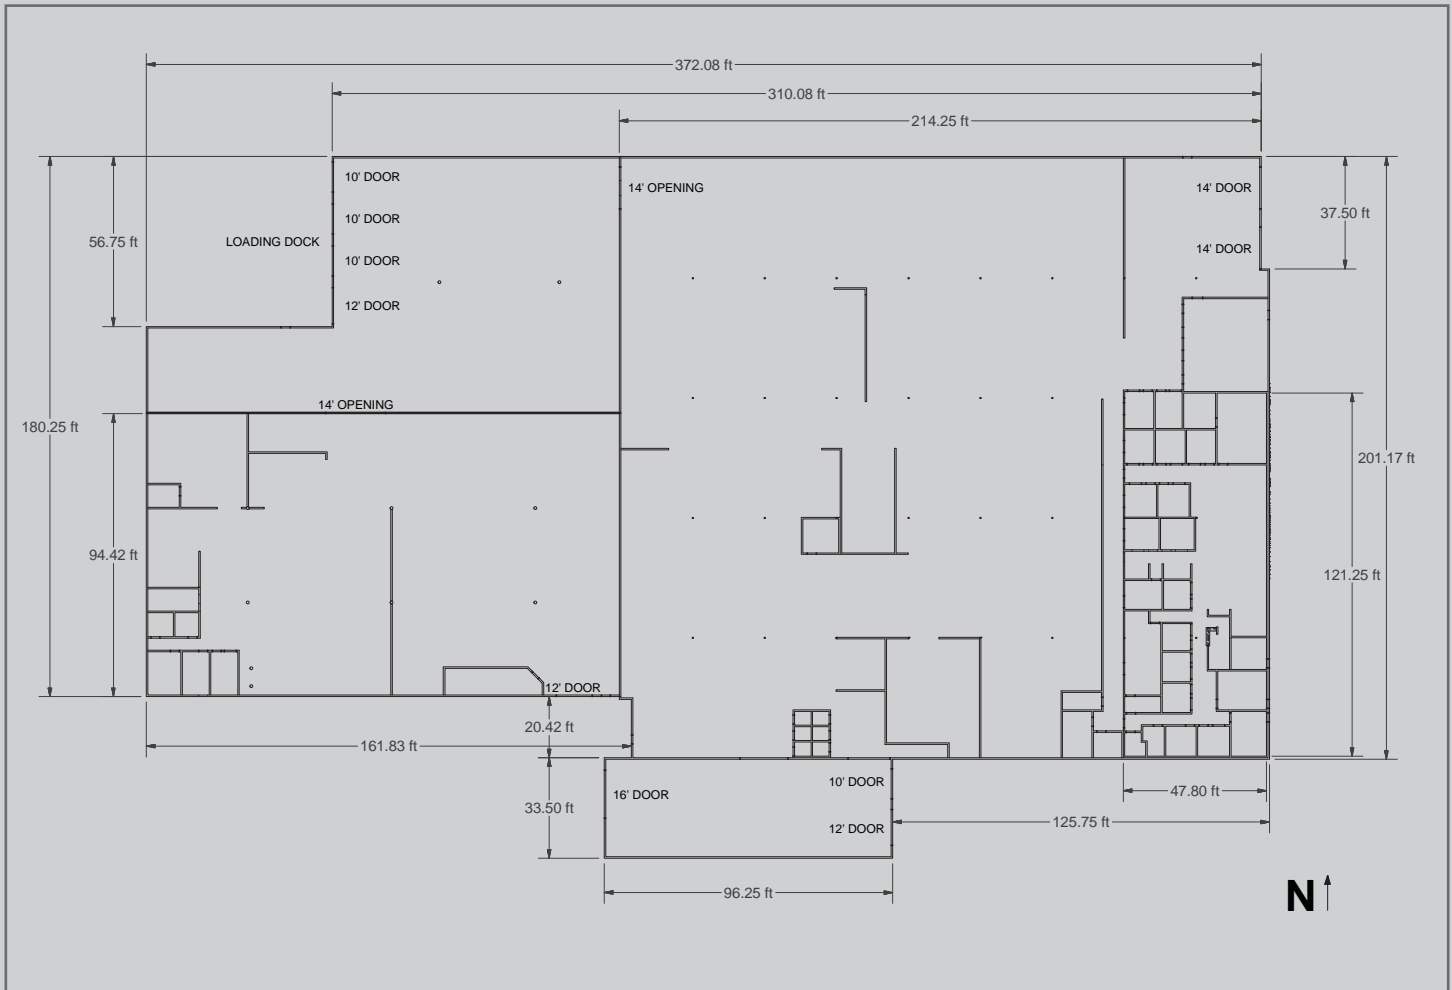 372.08 ft
310.08 ft
214.25 ft
10' DOOR
14' OPENING
14' DOOR
37.50 ft
10' DOOR
56.75 ft
LOADING DOCK
14' DOOR
10' DOOR
12' DOOR
14' OPENING
180.25 ft
201.17 ft
94.42 ft
121.25 ft
12' DOOR
20.42 ft
161.83 ft
10' DOOR
16' DOOR
47.80 ft
33.50 ft
12' DOOR
125.75 ft
96.25 ft
N